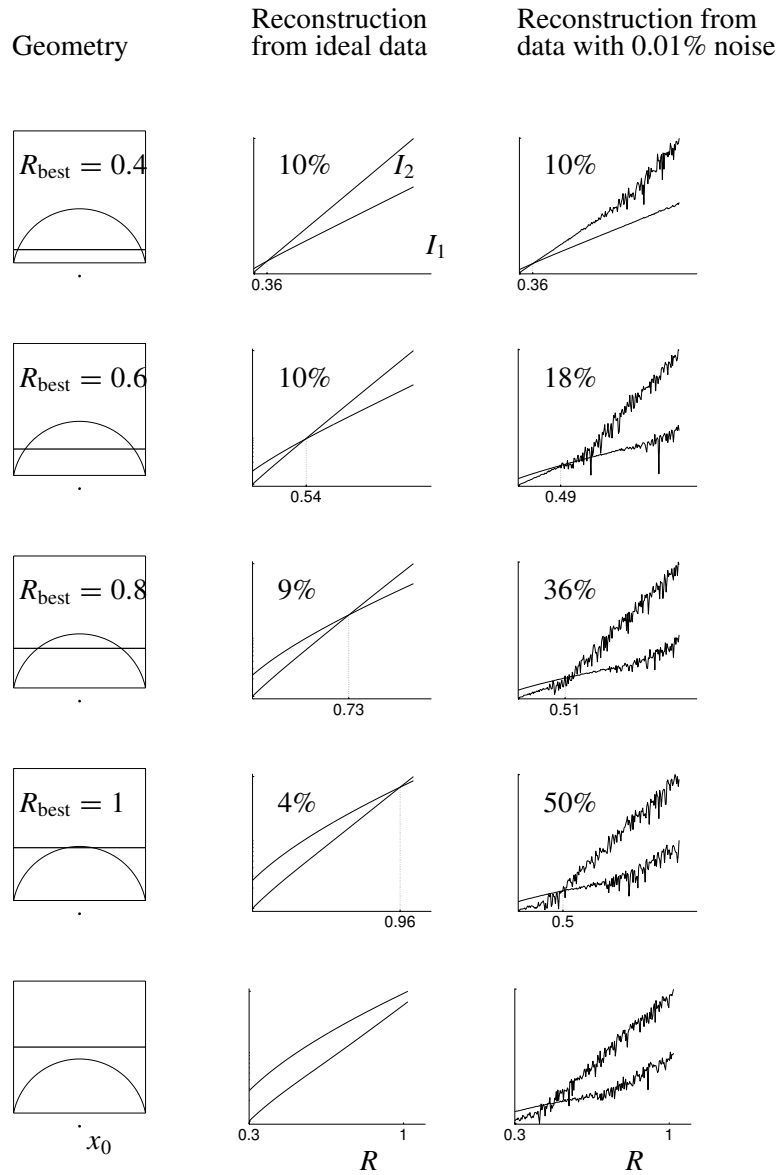 Geometry
Reconstruction
from ideal data
Reconstruction from
data with 0.01% noise
R_best = 0.4
10%
I_2
I_1
0.36
10%
0.36
R_best = 0.6
10%
0.54
18%
0.49
R_best = 0.8
9%
0.73
36%
0.51
R_best = 1
4%
0.96
50%
0.5
x_0
0.3
1
R
0.3
1
R